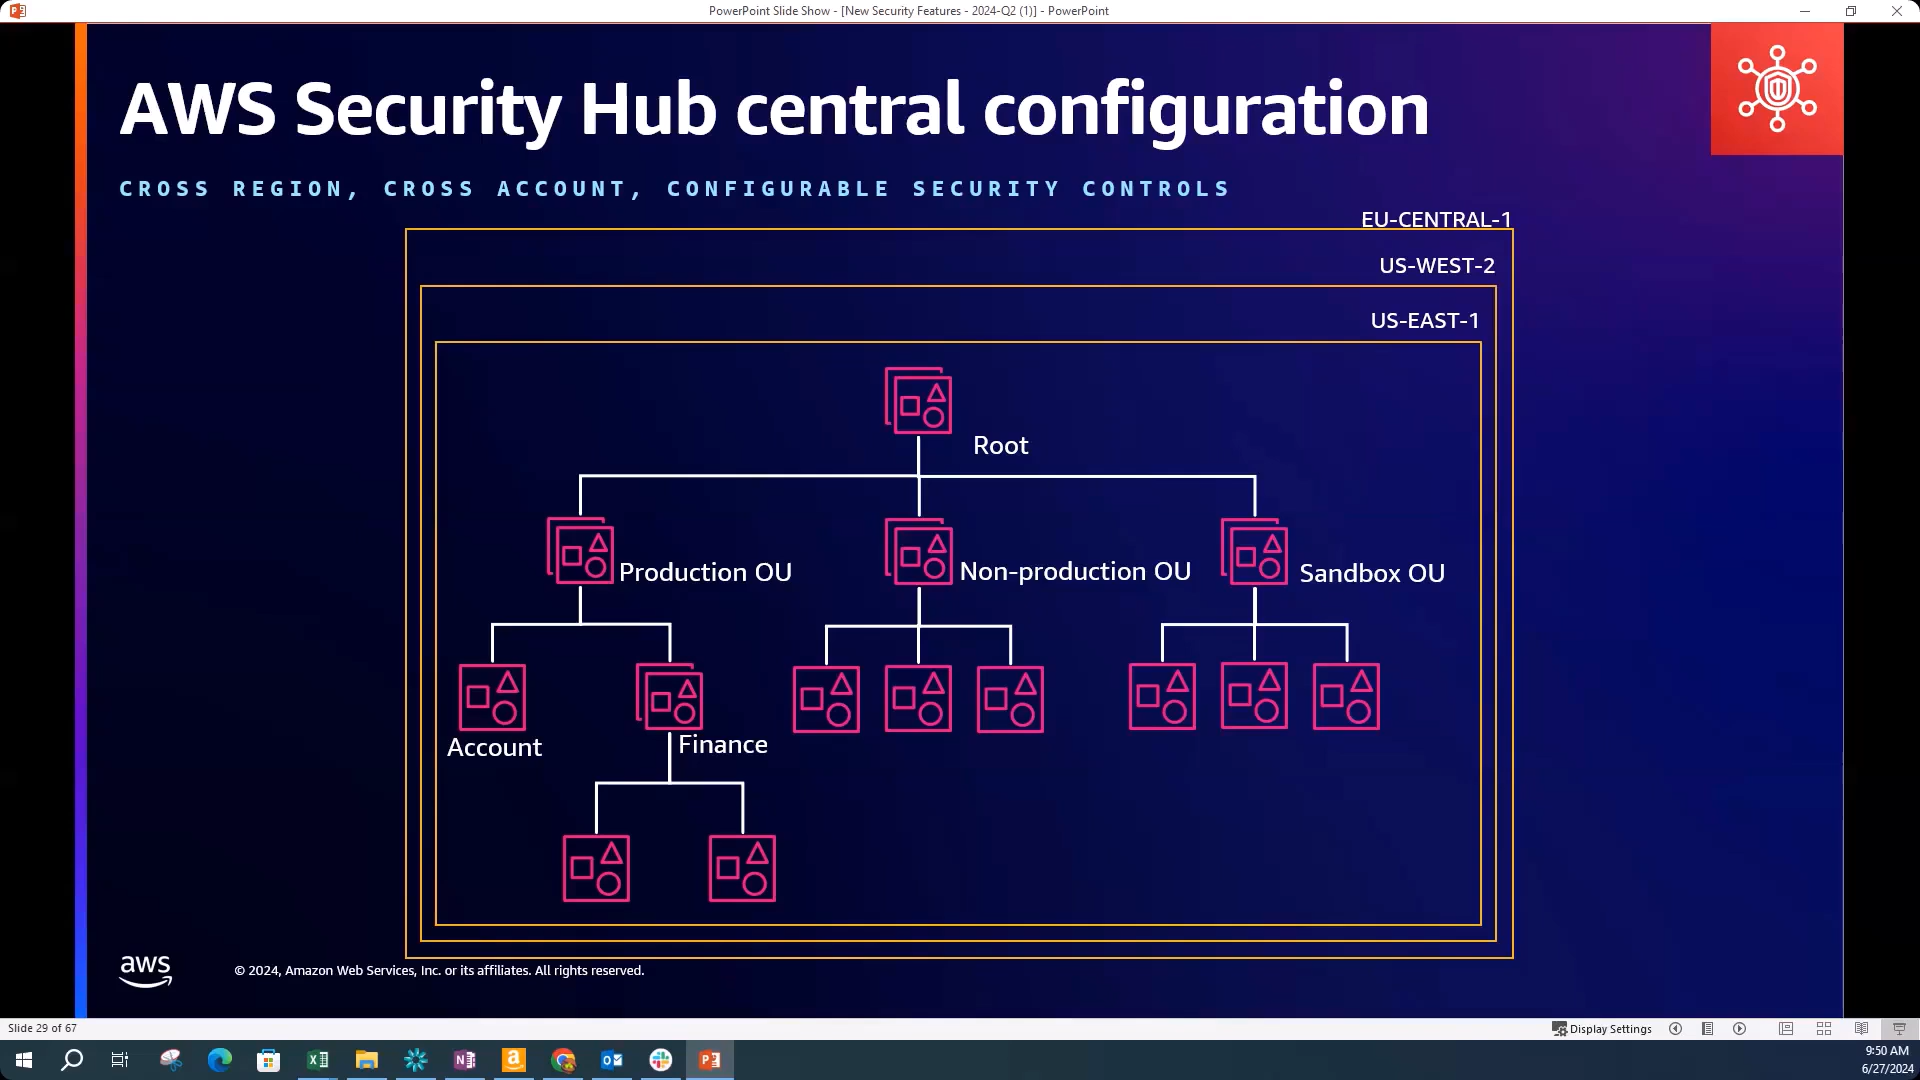 PowerPoint Slide Show - [New Security Features - 2024-Q2 (1)] - PowerPoint
AWS Security Hub central configuration
CROSS REGION, CROSS ACCOUNT, CONFIGURABLE SECURITY CONTROLS
EU-CENTRAL-1
US-WEST-2
US-EAST-1
Root
Production OU
Non-production OU
Sandbox OU
Account
Finance
aws
© 2024, Amazon Web Services, Inc. or its affiliates. All rights reserved.
Slide 29 of 67
Display Settings
9:50 AM
6/27/2024